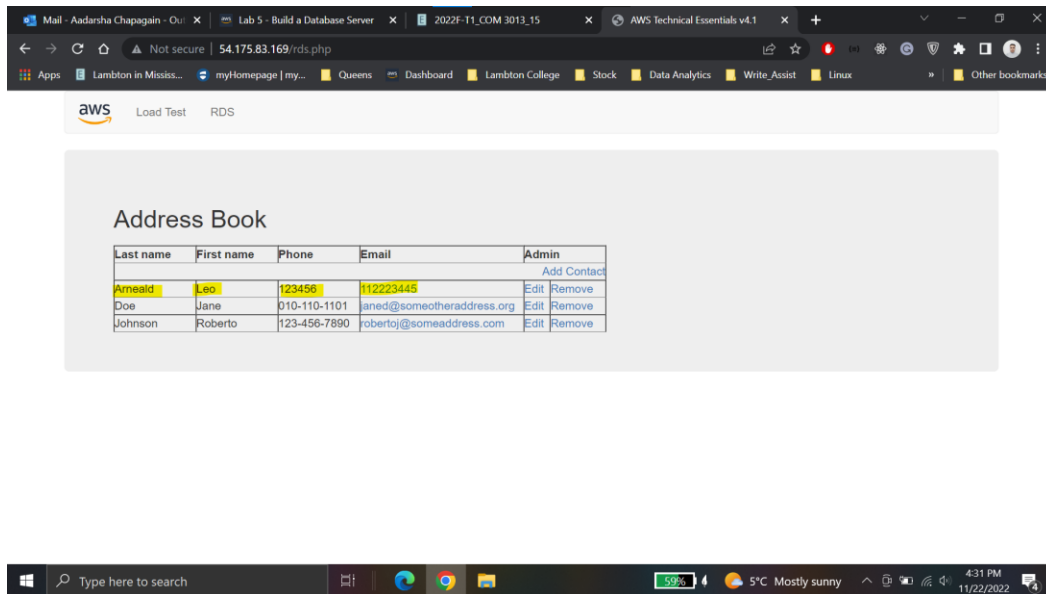 Mail - Aadarsha Chapagain - Out
Lab 5 - Build a Database Server
2022F-T1_COM 3013_15
AWS Technical Essentials v4.1
Not secure | 54.175.83.169/rds.php
Apps Lambton in Mississ... myHomepage | my... Queens Dashboard Lambton College Stock Data Analytics Write_Assist Linux » Other bookmarks
aws Load Test RDS
Address Book
Last name First name Phone Email Admin
Add Contact
Arneald Leo 123456 112223445 Edit Remove
Doe Jane 010-110-1101 janed@someotheraddress.org Edit Remove
Johnson Roberto 123-456-7890 robertoj@someaddress.com Edit Remove
Type here to search 59% 5°C Mostly sunny 4:31 PM
11/22/2022
4